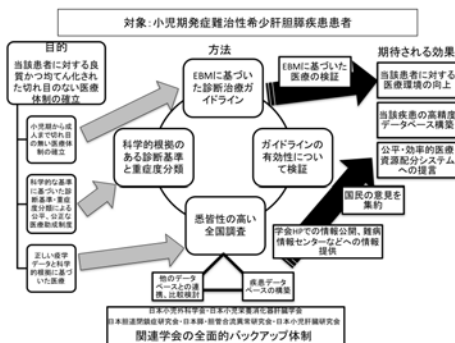 対象：小児期発症難治性希少肝胆膵疾患患者
目的
当該患者に対する良
質かつ均てん化された
切れ目のない医療
体制の確立
小児期から成
人まで切れ目
の無い医療体
制の確立
科学的な基準
に基づいた診
断基準・重症
度分類による
公平、公正な
医療助成制度
正しい疫学
データと科学
的根拠に基づ
いた医療
方法
EBMに基づ
いた診断治療ガ
イドライン
科学的根拠の
ある診断基準
と重症度分類
ガイドラインの
有効性につい
て検証
悉皆性の高い
全国調査
他のデータ
ベースとの連
携、比較検討
疾患データ
ベースの構築
EBMに基づいた
医療の検証
国民の意見を
集約
学会HPでの情報公開、難病
情報センターなどへの情報
提供
期待される効果
当該患者に対する
医療環境の向上
当該疾患の高精度
データベース構築
公平・効率的医療
資源配分システム
への提言
日本小児外科学会・日本小児栄養消化器肝臓学会
日本胆道閉鎖症研究会・日本膵・胆管合流異常研究会・日本小児肝臓研究会
関連学会の全面的バックアップ体制